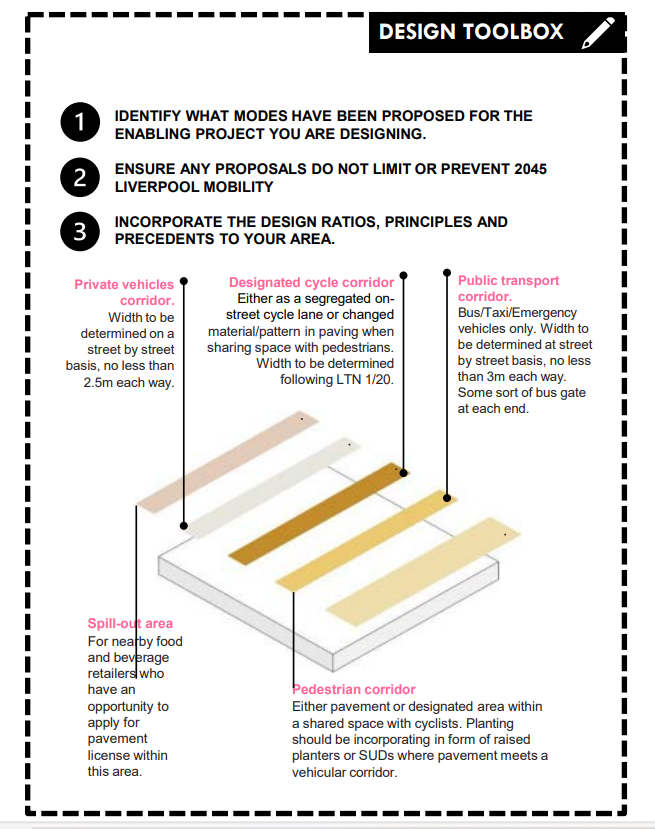 DESIGN TOOLBOX
1
IDENTIFY WHAT MODES HAVE BEEN PROPOSED FOR THE
ENABLING PROJECT YOU ARE DESIGNING.
2
ENSURE ANY PROPOSALS DO NOT LIMIT OR PREVENT 2045
LIVERPOOL MOBILITY
3
INCORPORATE THE DESIGN RATIOS, PRINCIPLES AND
PRECEDENTS TO YOUR AREA.
Private vehicles
corridor.
Width to be
determined on a
street by street
basis, no less than
2.5m each way.
Designated cycle corridor
Either as a segregated on-
street cycle lane or changed
material/pattern in paving when
sharing space with pedestrians.
Width to be determined
following LTN 1/20.
Public transport
corridor.
Bus/Taxi/Emergency
vehicles only. Width to
be determined at street
by street basis, no less
than 3m each way.
Some sort of bus gate
at each end.
Spill-out area
For nearby food
and beverage
retailers who
have an
opportunity to
apply for
pavement
license within
this area.
Pedestrian corridor
Either pavement or designated area within
a shared space with cyclists. Planting
should be incorporating in form of raised
planters or SUDs where pavement meets a
vehicular corridor.